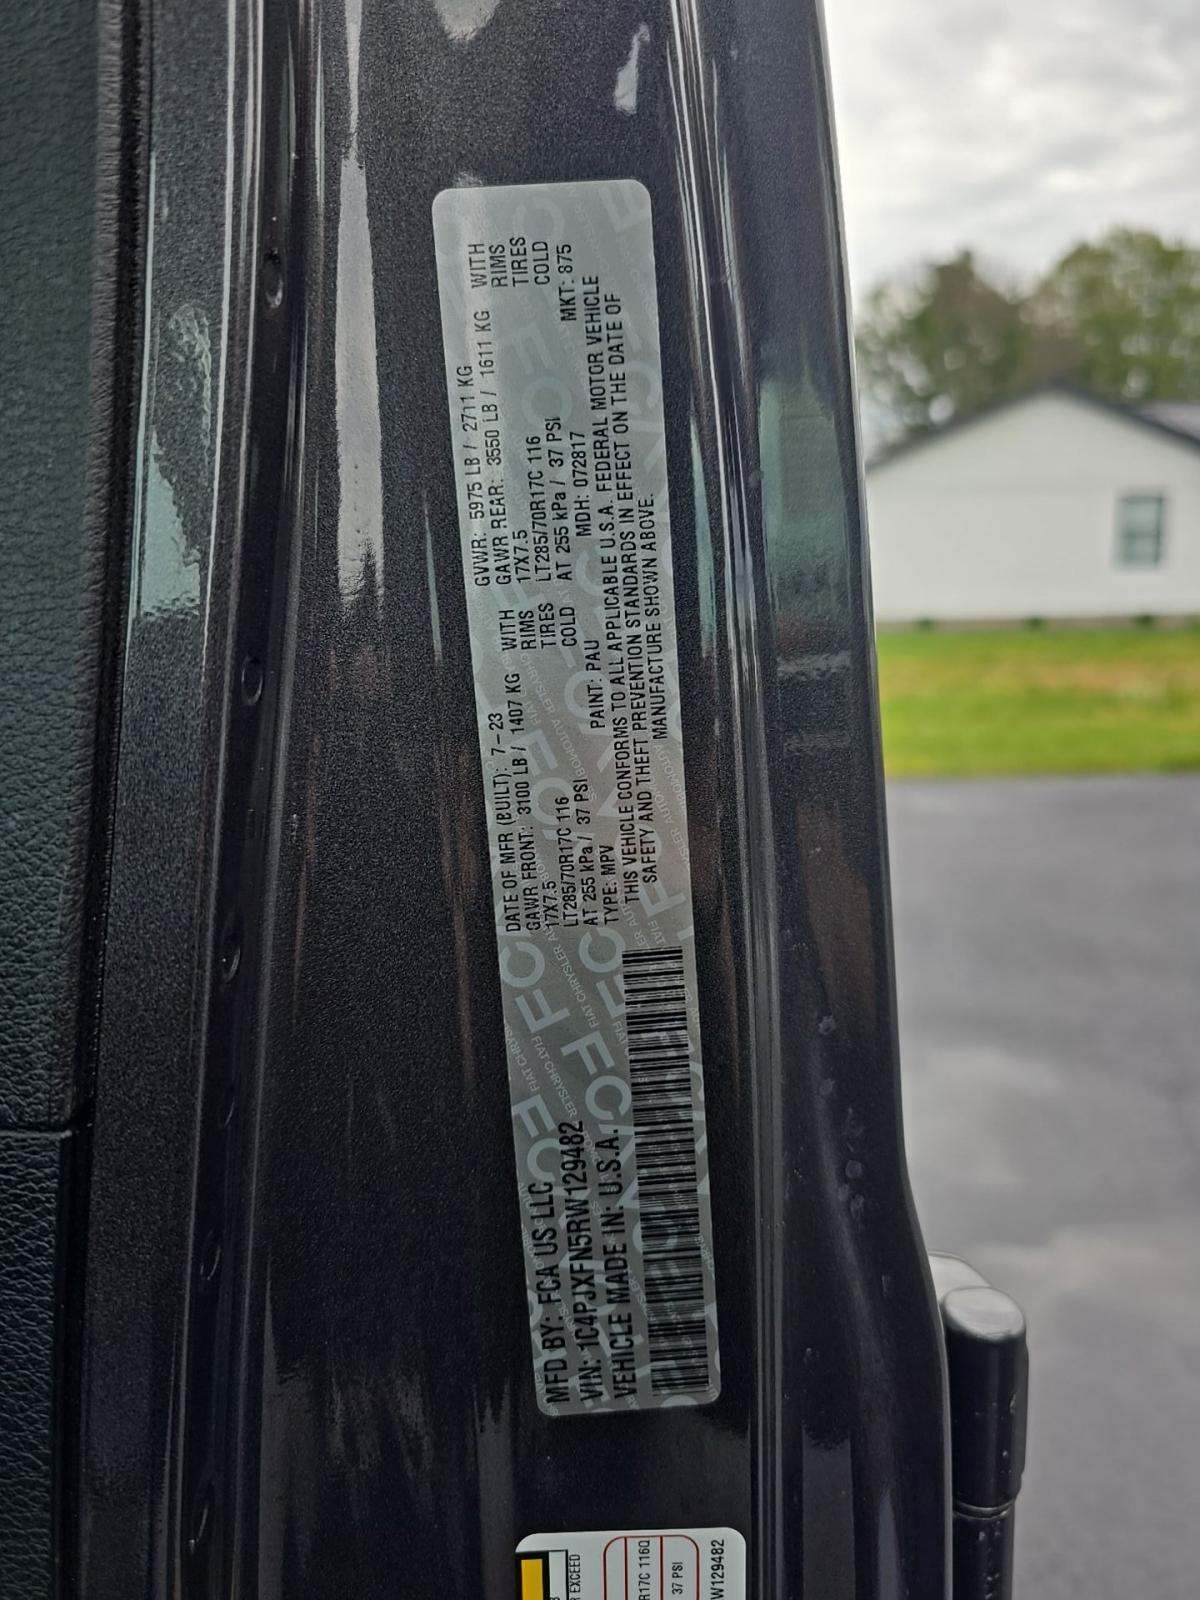 DATE OF MFR (BUILT): 7-23 GVWR: 5975 LB / 2711 KG
GAWR FRONT: 3100 LB / 1407 KG WITH GAWR REAR: 3550 LB / 1611 KG WITH
17X7.5 RIMS 17X7.5 RIMS
LT285/70R17C 116 TIRES LT285/70R17C 116 TIRES
AT 255 kPa / 37 PSI COLD AT 255 kPa / 37 PSI COLD
TYPE: MPV PAINT: PAU MDH: 072817 MKT: 875
THIS VEHICLE CONFORMS TO ALL APPLICABLE U.S.A. FEDERAL MOTOR VEHICLE
SAFETY AND THEFT PREVENTION STANDARDS IN EFFECT ON THE DATE OF
MANUFACTURE SHOWN ABOVE.
MFD BY: FCA US LLC
VIN: 1C4PJXFN5RW129482
VEHICLE MADE IN: U.S.A.
EXCEED
R17C 116Q
37 PSI
W129482